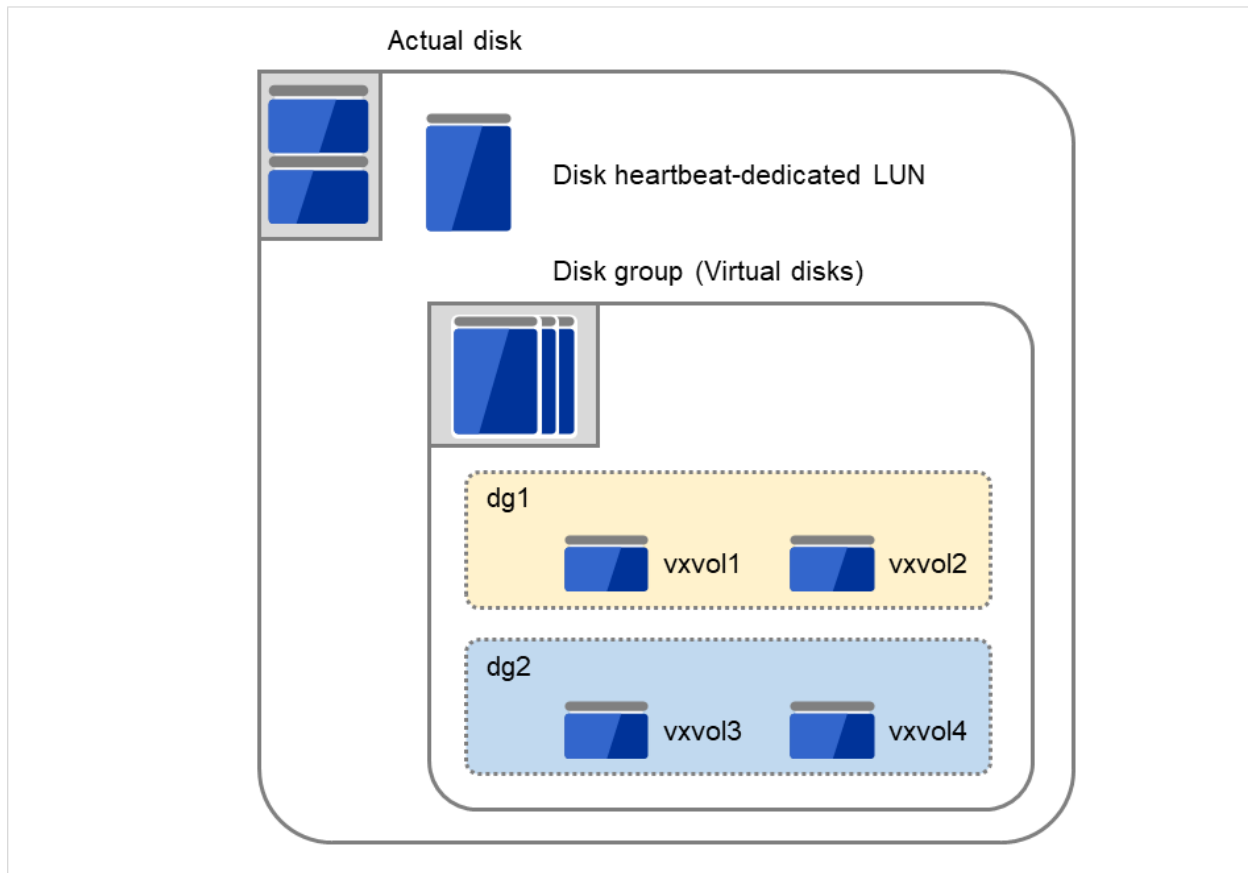 Actual disk
Disk heartbeat-dedicated LUN
Disk group (Virtual disks)
dg1
vxvol1
vxvol2
dg2
vxvol3
vxvol4